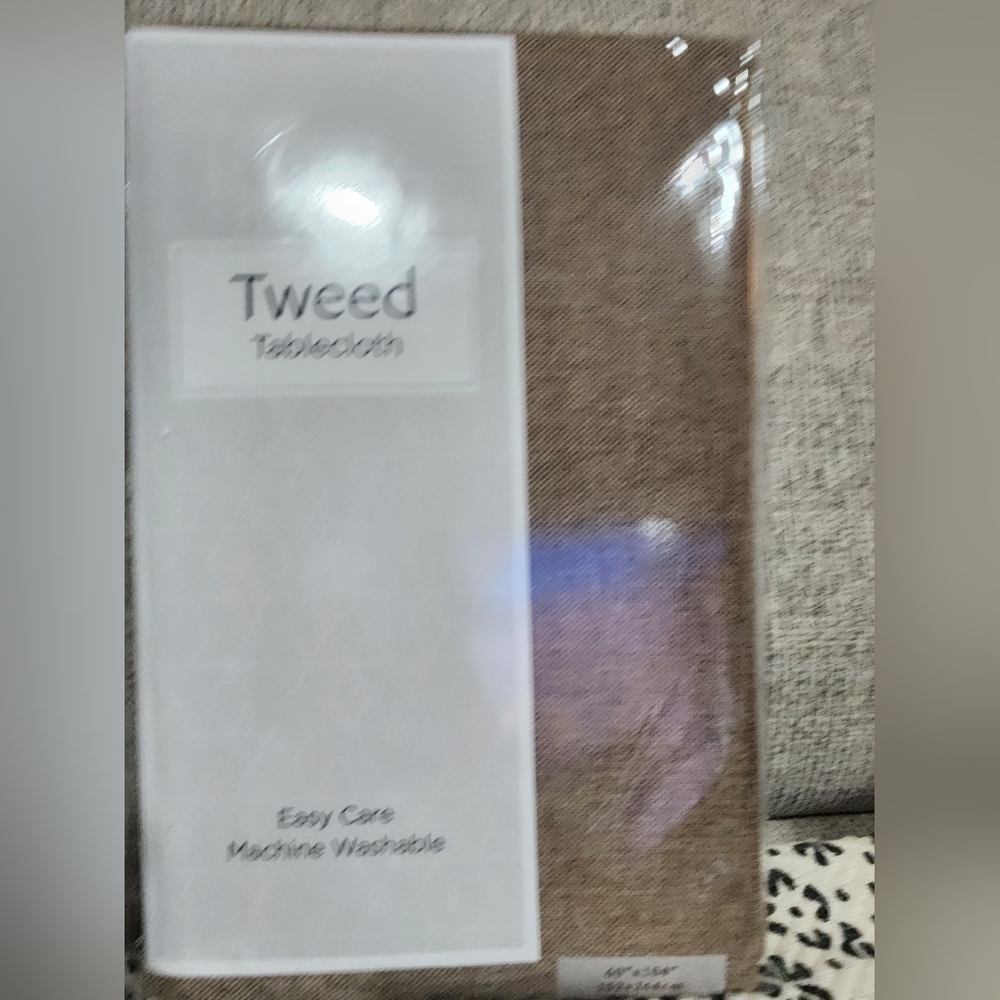 Tweed
Tablecloth
Easy Care
Machine Washable